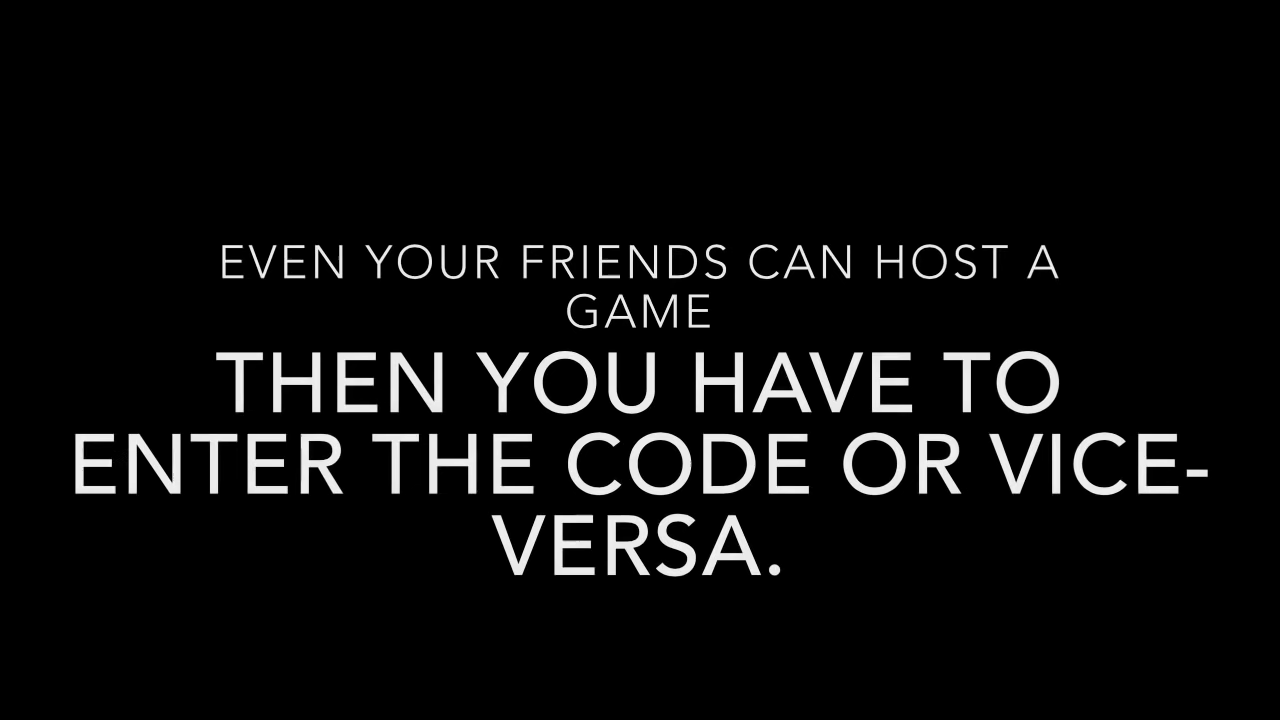 EVEN YOUR FRIENDS CAN HOST A
GAME
THEN YOU HAVE TO
ENTER THE CODE OR VICE-
VERSA.